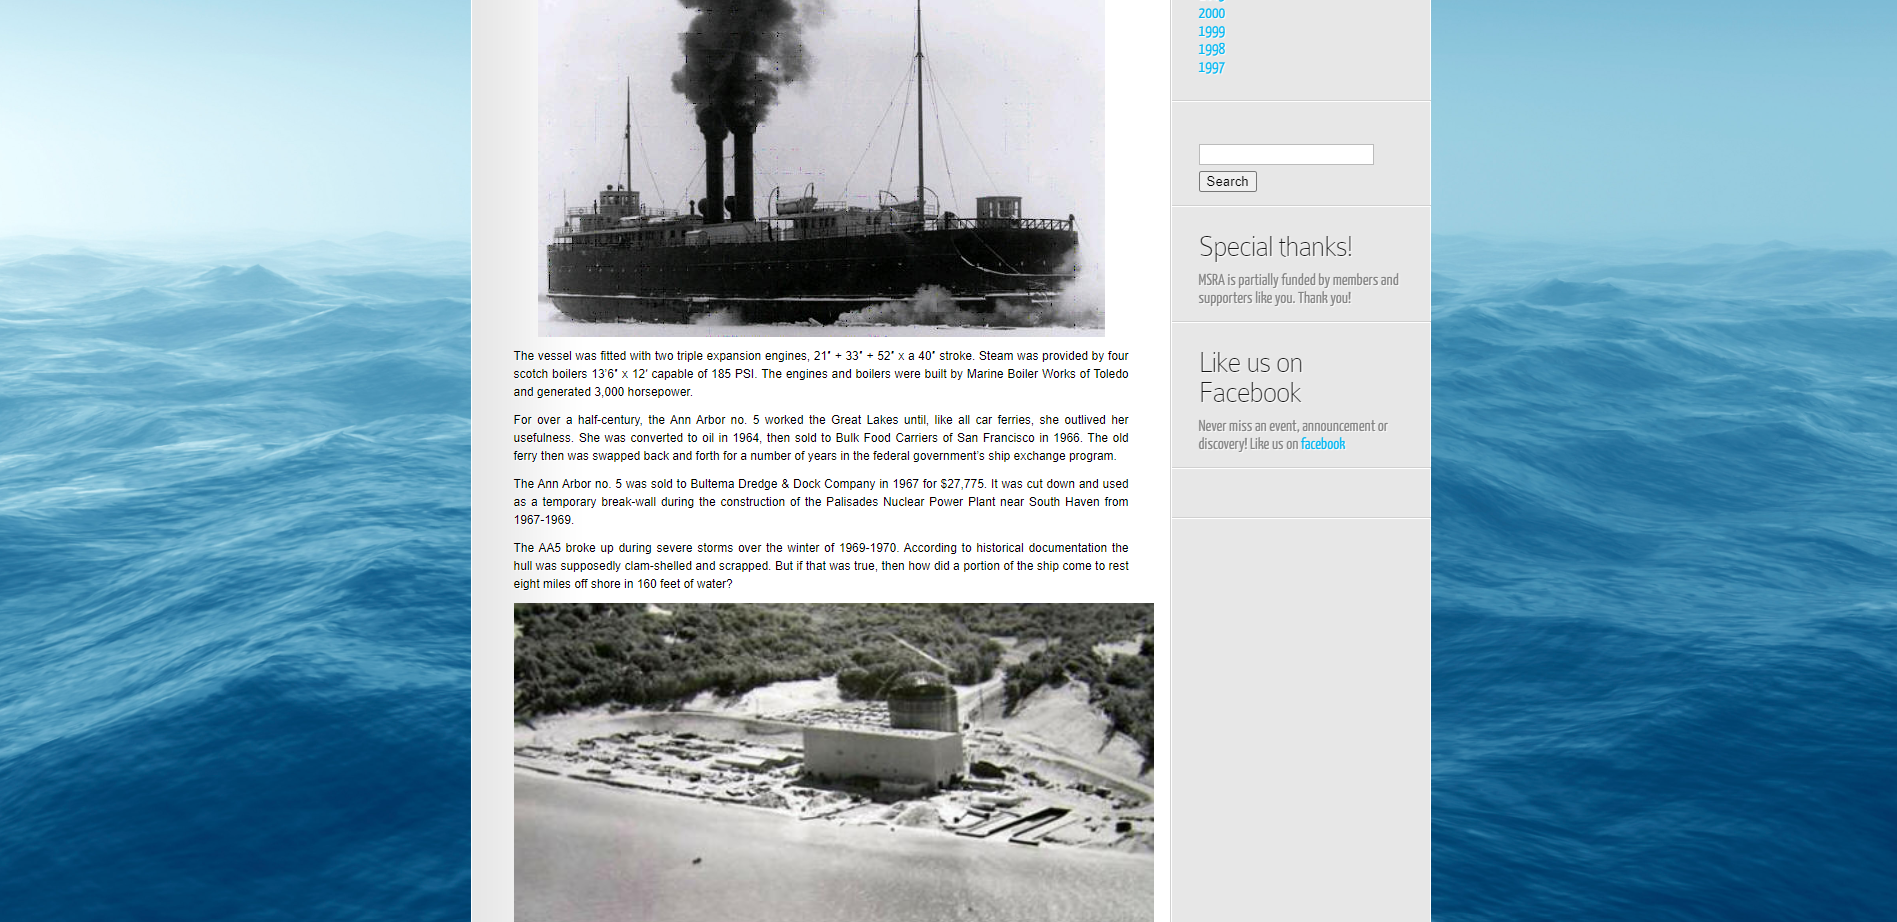 The vessel was fitted with two triple expansion engines, 21″ + 33″ + 52″ x a 40″ stroke. Steam was provided by four
scotch boilers 13'6″ x 12' capable of 185 PSI. The engines and boilers were built by Marine Boiler Works of Toledo
and generated 3,000 horsepower.
For over a half-century, the Ann Arbor no. 5 worked the Great Lakes until, like all car ferries, she outlived her
usefulness. She was converted to oil in 1964, then sold to Bulk Food Carriers of San Francisco in 1966. The old
ferry then was swapped back and forth for a number of years in the federal government's ship exchange program.
The Ann Arbor no. 5 was sold to Bultema Dredge & Dock Company in 1967 for $27,775. It was cut down and used
as a temporary break-wall during the construction of the Palisades Nuclear Power Plant near South Haven from
1967-1969.
The AA5 broke up during severe storms over the winter of 1969-1970. According to historical documentation the
hull was supposedly clam-shelled and scrapped. But if that was true, then how did a portion of the ship come to rest
eight miles off shore in 160 feet of water?
2000
1999
1998
1997
Search
Special thanks!
MSRA is partially funded by members and
supporters like you. Thank you!
Like us on
Facebook
Never miss an event, announcement or
discovery! Like us on facebook